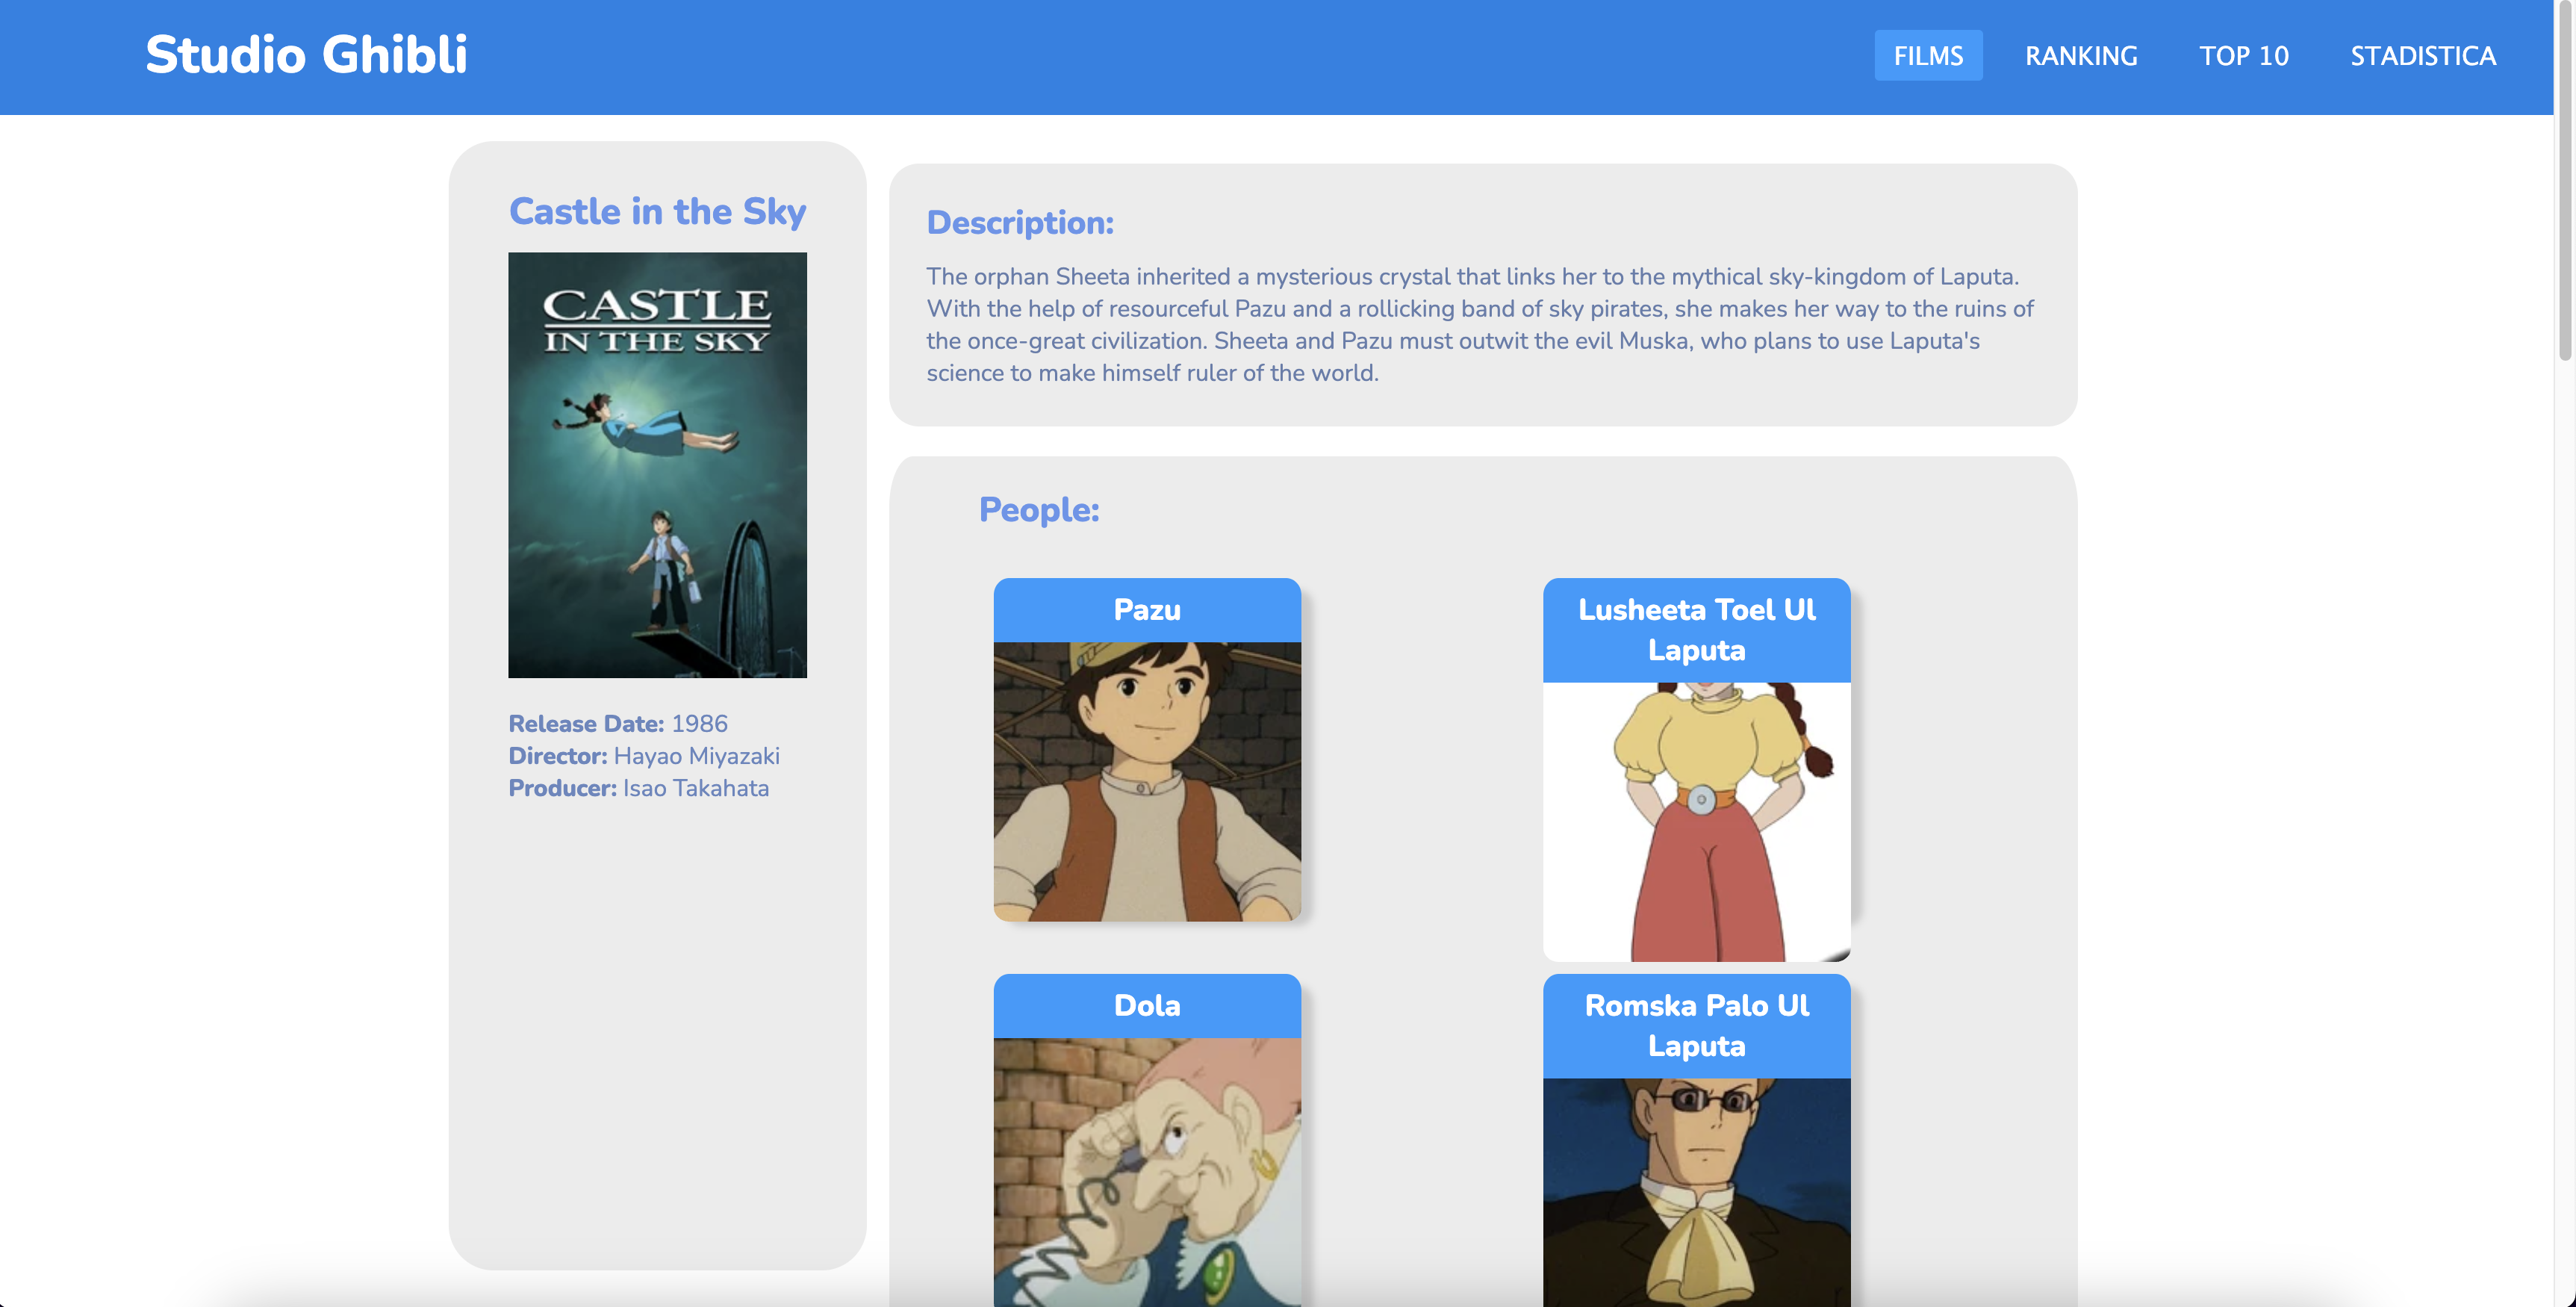 Studio Ghibli
FILMS
RANKING
TOP 10
STADISTICA
Castle in the Sky
CASTLE
IN THE SKY
Release Date: 1986
Director: Hayao Miyazaki
Producer: Isao Takahata
Description:
The orphan Sheeta inherited a mysterious crystal that links her to the mythical sky-kingdom of Laputa.
With the help of resourceful Pazu and a rollicking band of sky pirates, she makes her way to the ruins of
the once-great civilization. Sheeta and Pazu must outwit the evil Muska, who plans to use Laputa's
science to make himself ruler of the world.
People:
Pazu
Lusheeta Toel Ul
Laputa
Dola
Romska Palo Ul
Laputa